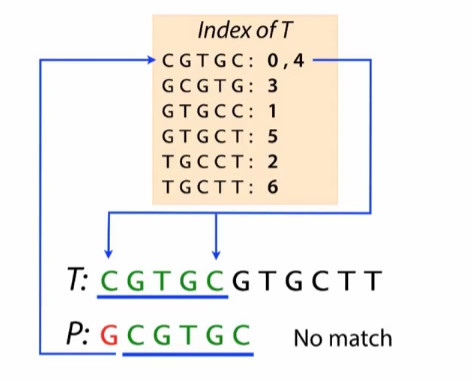 Index of T
CGTGC: 0,4
GCGTG: 3
GTGCC: 1
GTGCT: 5
TGCCT: 2
TGCTT: 6
T: CGTGCGTGCTT
P: GCGTGC No match